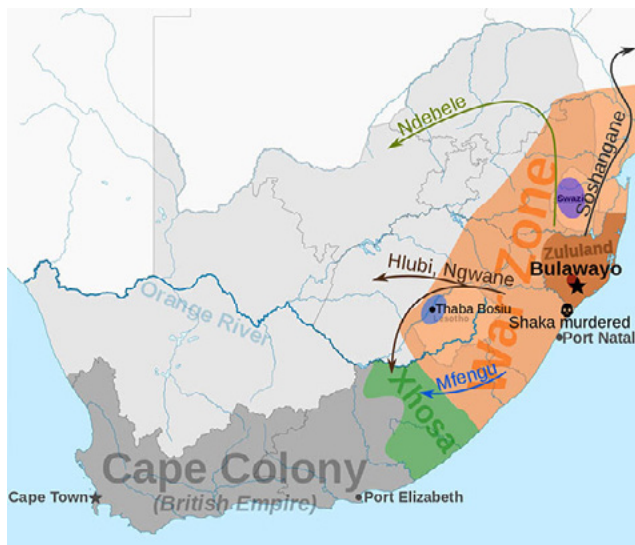 Ndebele
Soshangane
Swazi
War Zone
Zululand
Bulawayo
Hlubi, Ngwane
Orange River
Thaba Bosiu
Lesotho
Shaka murdered
Port Natal
Mfengu
Xhosa
Cape Colony
(British Empire)
Cape Town
Port Elizabeth